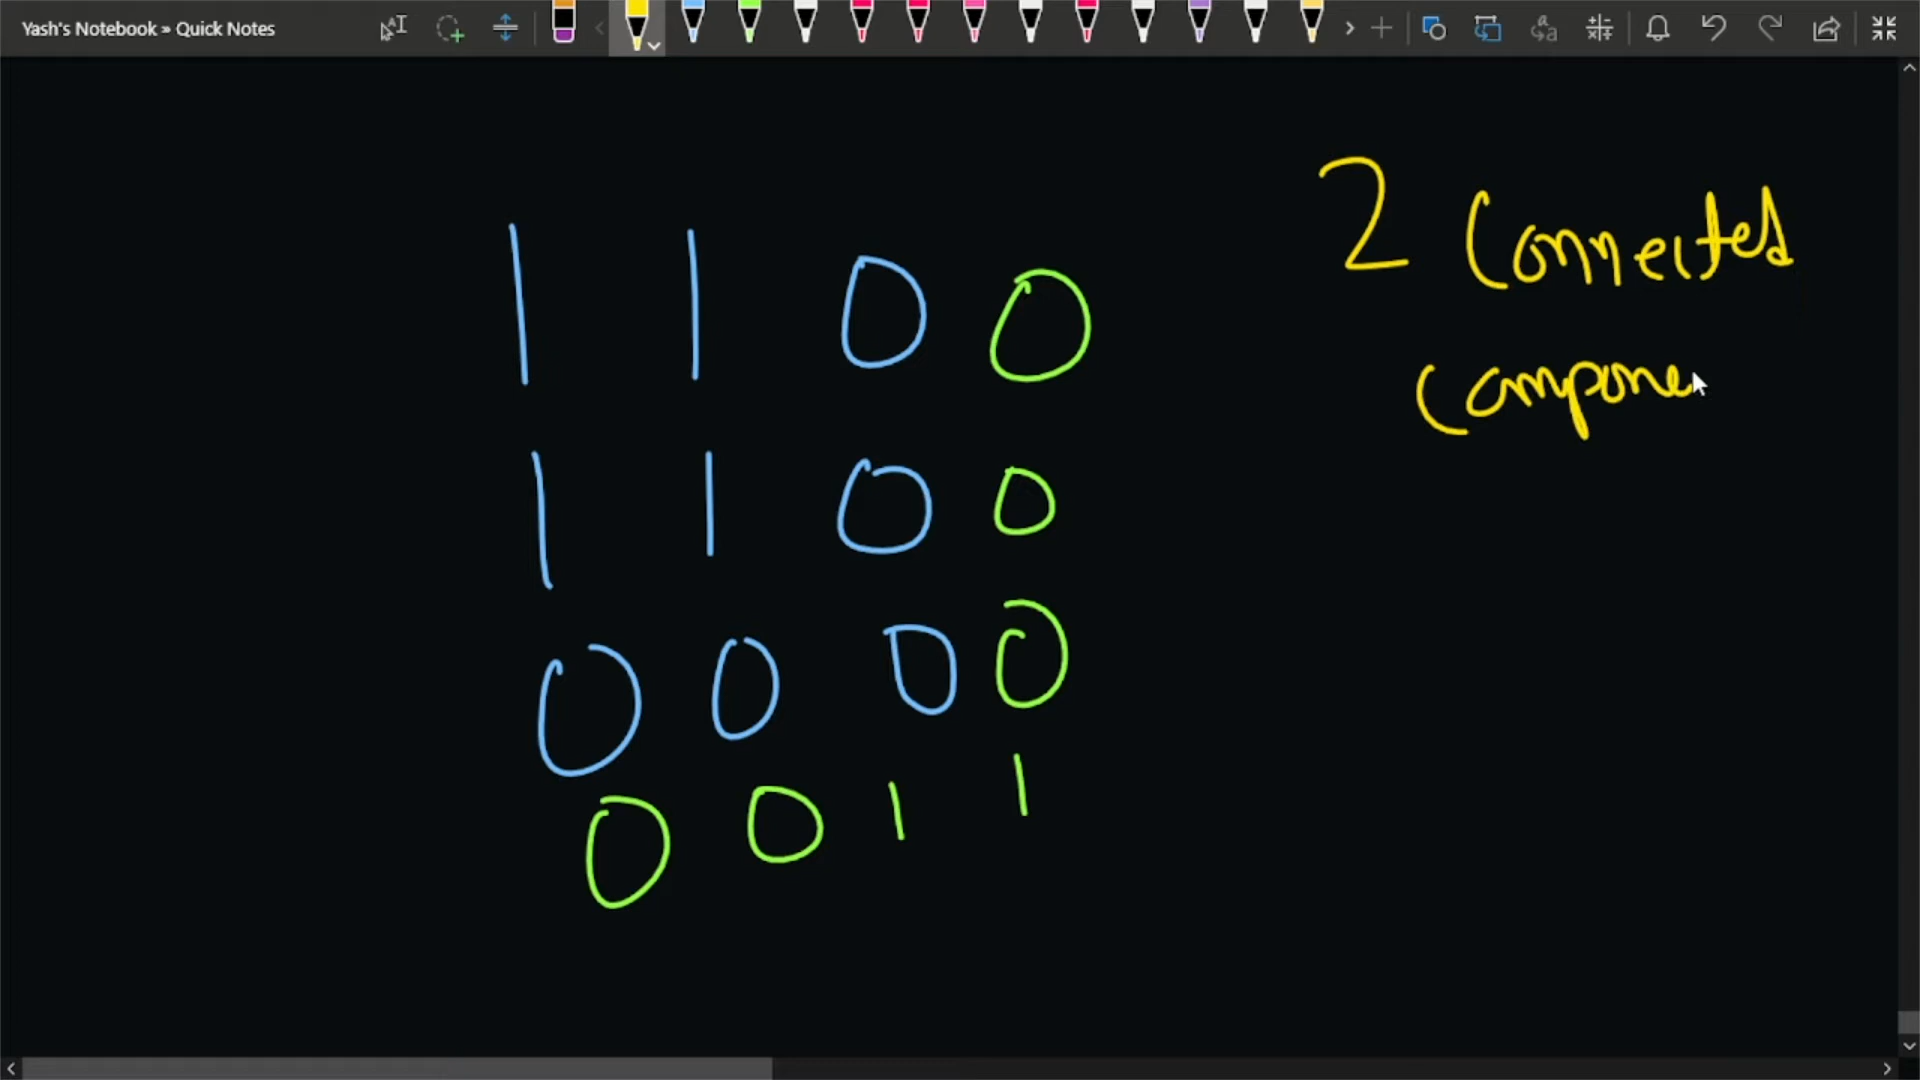 Yash's Notebook » Quick Notes
2 Connected
Compone
1 1 0 0
1 1 0 0
0 0 0 0
0 0 1 1